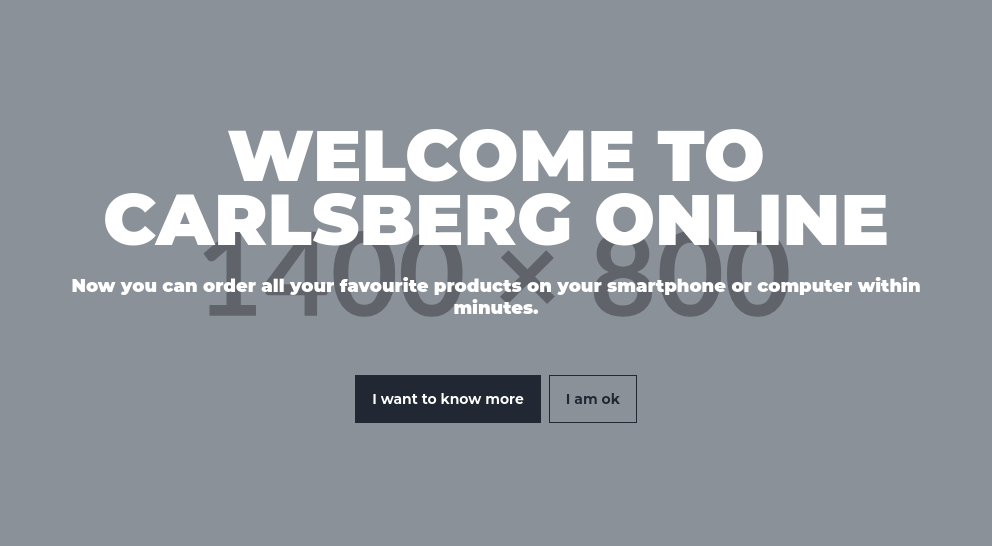 WELCOME TO
CARLSBERG ONLINE
1400 × 800
Now you can order all your favourite products on your smartphone or computer within
minutes.
I want to know more
I am ok